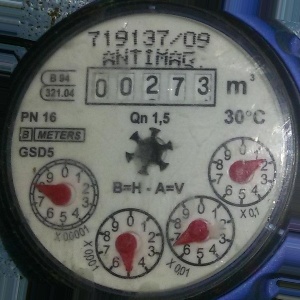 719137/09
ANTIMAG.
B 94
321.04
00273 m³
PN 16
Qn 1,5
30°C
B METERS
GSD5
B=H - A=V
X 0,1
X 0,01
X 0,001
X 0,0001